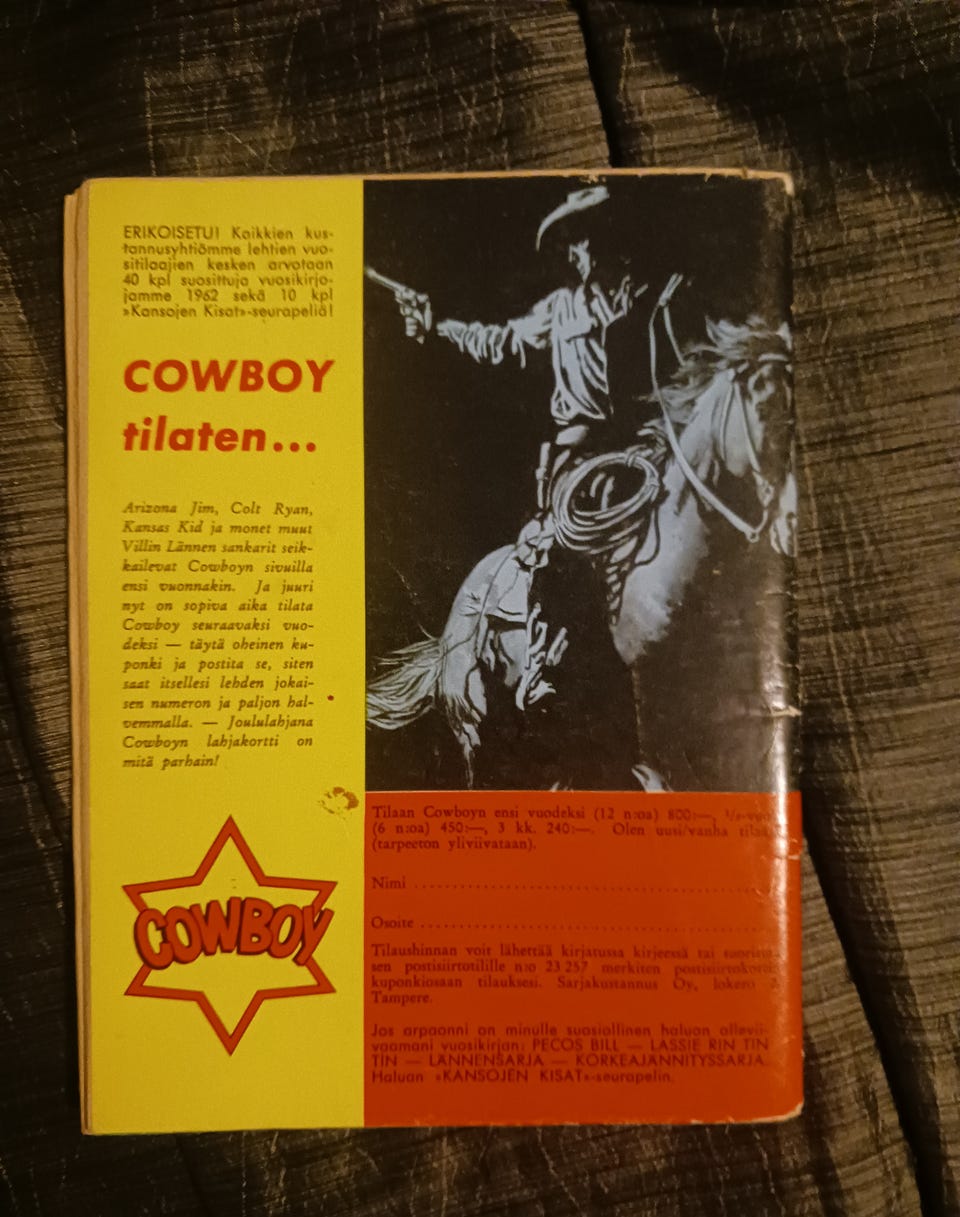 ERIKOISETU! Kaikkien kus-
tannusyhtiömme lehtien vuo-
sitilaajien kesken arvotaan
40 kpl suosittuja vuosikirjo-
jamme 1962 sekä 10 kpl
»Kansojen Kisat»-seurapeliä!
COWBOY
tilaten...
Arizona Jim, Colt Ryan,
Kansas Kid ja monet muut
Villin Lännen sankarit seik-
kailevat Cowboyn sivuilla
ensi vuonnakin. Ja juuri
nyt on sopiva aika tilata
Cowboy seuraavaksi vuo-
deksi — täytä oheinen ku-
ponki ja postita se, siten
saat itsellesi lehden jokai-
sen numeron ja paljon hal-
vemmalla. — Joululahjana
Cowboyn lahjakortti on
mitä parhain!
COWBOY
Tilaan Cowboyn ensi vuodeksi (12 n:oa) 800:—,
(6 n:oa) 450:—, 3 kk. 240:—. Olen uusi/vanha
(tarpeeton yliviivataan).
Nimi
Osoite
Tilaushinnan voit lähettää kirjatussa kirjeessä tai
sen postisiirtotilille n:o 23 257 merkiten
kuponkiosaan tilauksesi. Sarjakustannus Oy, lokero
Tampere.
Jos arpaonni on minulle suosiollinen haluan allevii-
vaamani vuosikirjan: PECOS BILL — LASSIE RIN TIN
TIN — LÄNNENSARJA — KORKEAJÄNNITYSSARJA.
Haluan »KANSOJEN KISAT»-seurapelin.